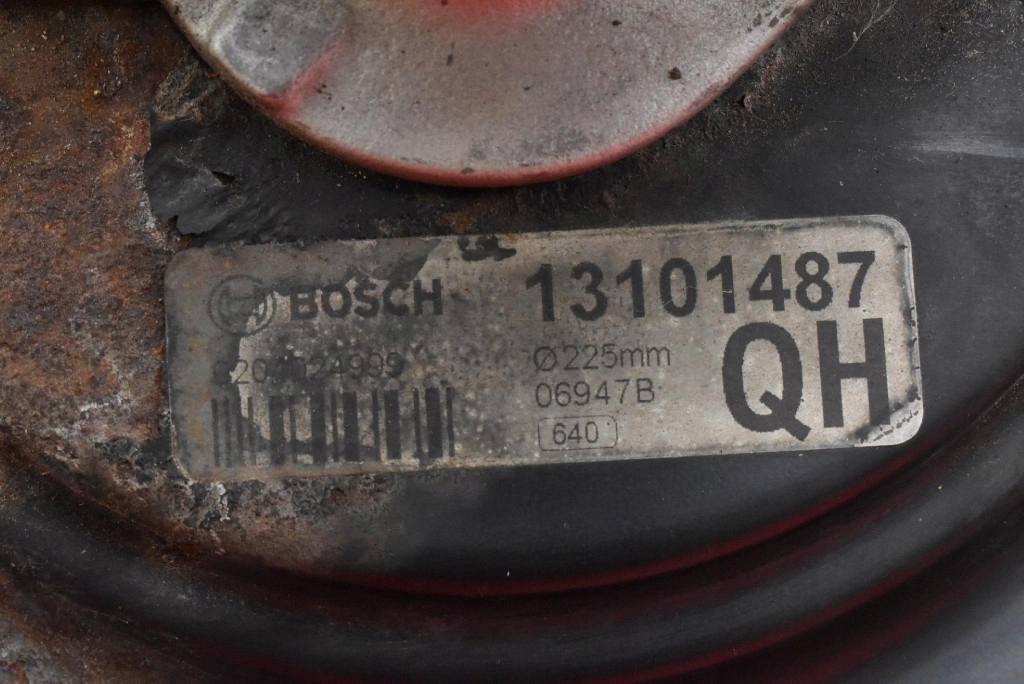 BOSCH
13101487
Ø225mm
06947B
640
QH